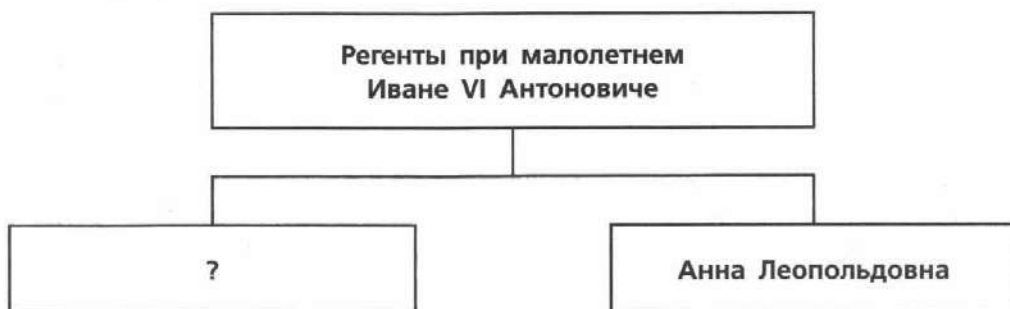 Регенты при малолетнем
Иване VI Антоновиче
?
Анна Леопольдовна